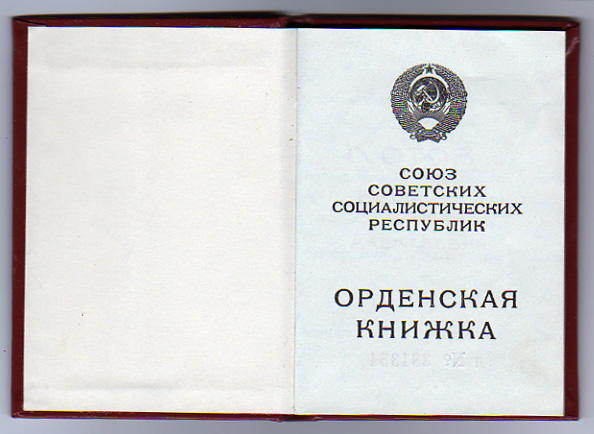 СОЮЗ
СОВЕТСКИХ
СОЦИАЛИСТИЧЕСКИХ
РЕСПУБЛИК
ОРДЕНСКАЯ
КНИЖКА